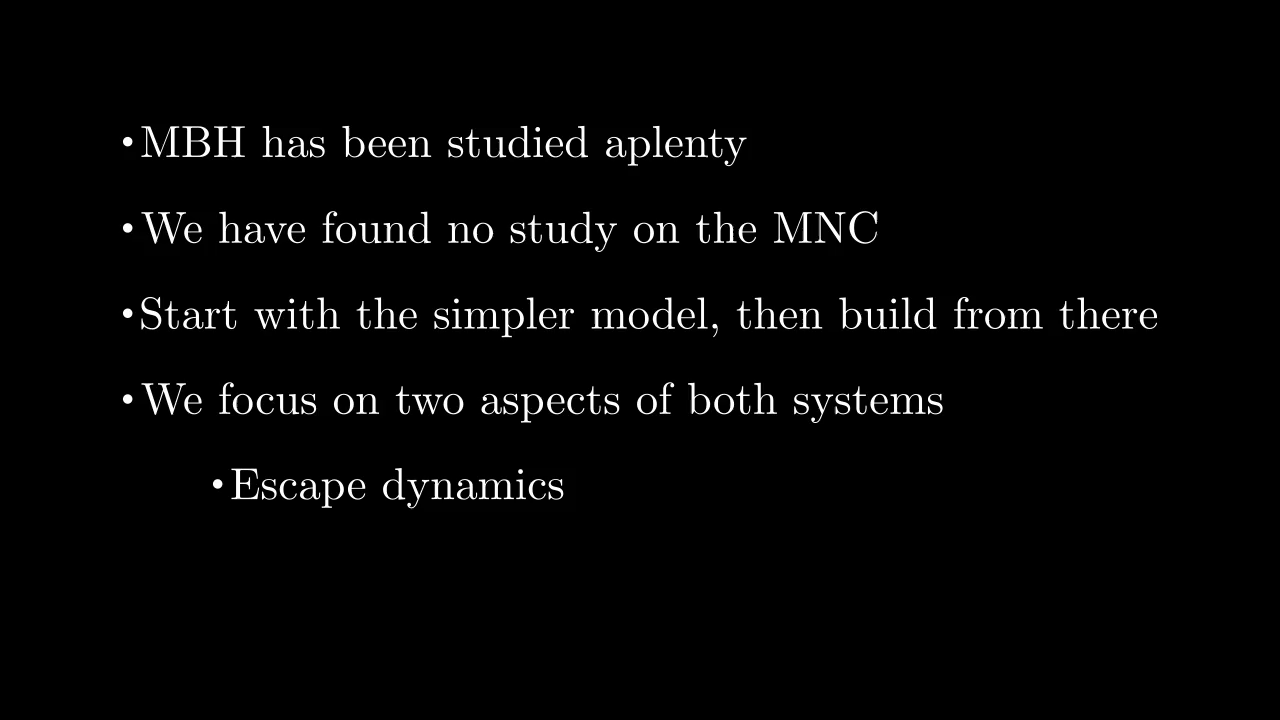 •MBH has been studied aplenty
•We have found no study on the MNC
•Start with the simpler model, then build from there
•We focus on two aspects of both systems
•Escape dynamics